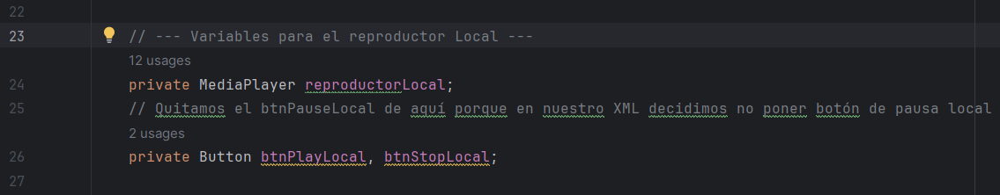 22
23 // --- Variables para el reproductor Local ---
12 usages
24 private MediaPlayer reproductorLocal;
25 // Quitamos el btnPauseLocal de aquí porque en nuestro XML decidimos no poner botón de pausa local
2 usages
26 private Button btnPlayLocal, btnStopLocal;
27